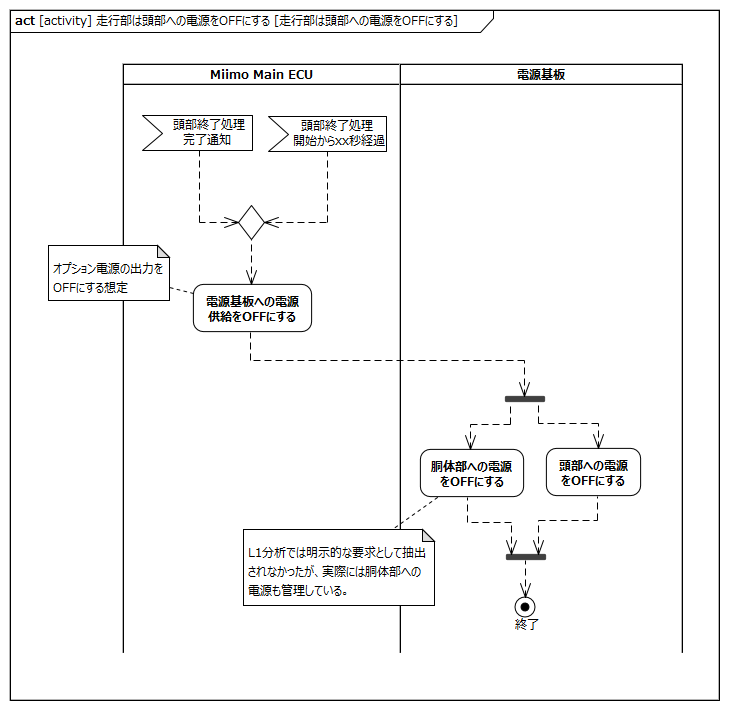 act [activity] 走行部は頭部への電源をOFFにする [走行部は頭部への電源をOFFにする]
Miimo Main ECU
電源基板
頭部終了処理
完了通知
頭部終了処理
開始からxx秒経過
オプション電源の出力を
OFFにする想定
電源基板への電源
供給をOFFにする
胴体部への電源
をOFFにする
頭部への電源
をOFFにする
L1分析では明示的な要求として抽出
されなかったが、実際には胴体部への
電源も管理している。
終了